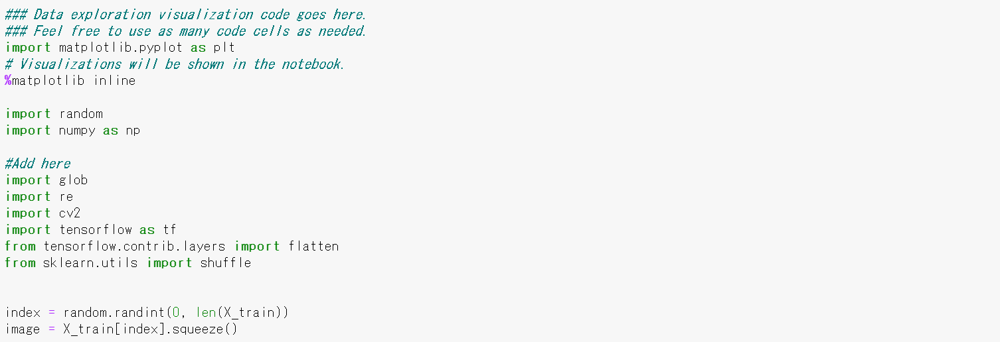 ### Data exploration visualization code goes here.
### Feel free to use as many code cells as needed.
import matplotlib.pyplot as plt
# Visualizations will be shown in the notebook.
%matplotlib inline
import random
import numpy as np
#Add here
import glob
import re
import cv2
import tensorflow as tf
from tensorflow.contrib.layers import flatten
from sklearn.utils import shuffle
index = random.randint(0, len(X_train))
image = X_train[index].squeeze()